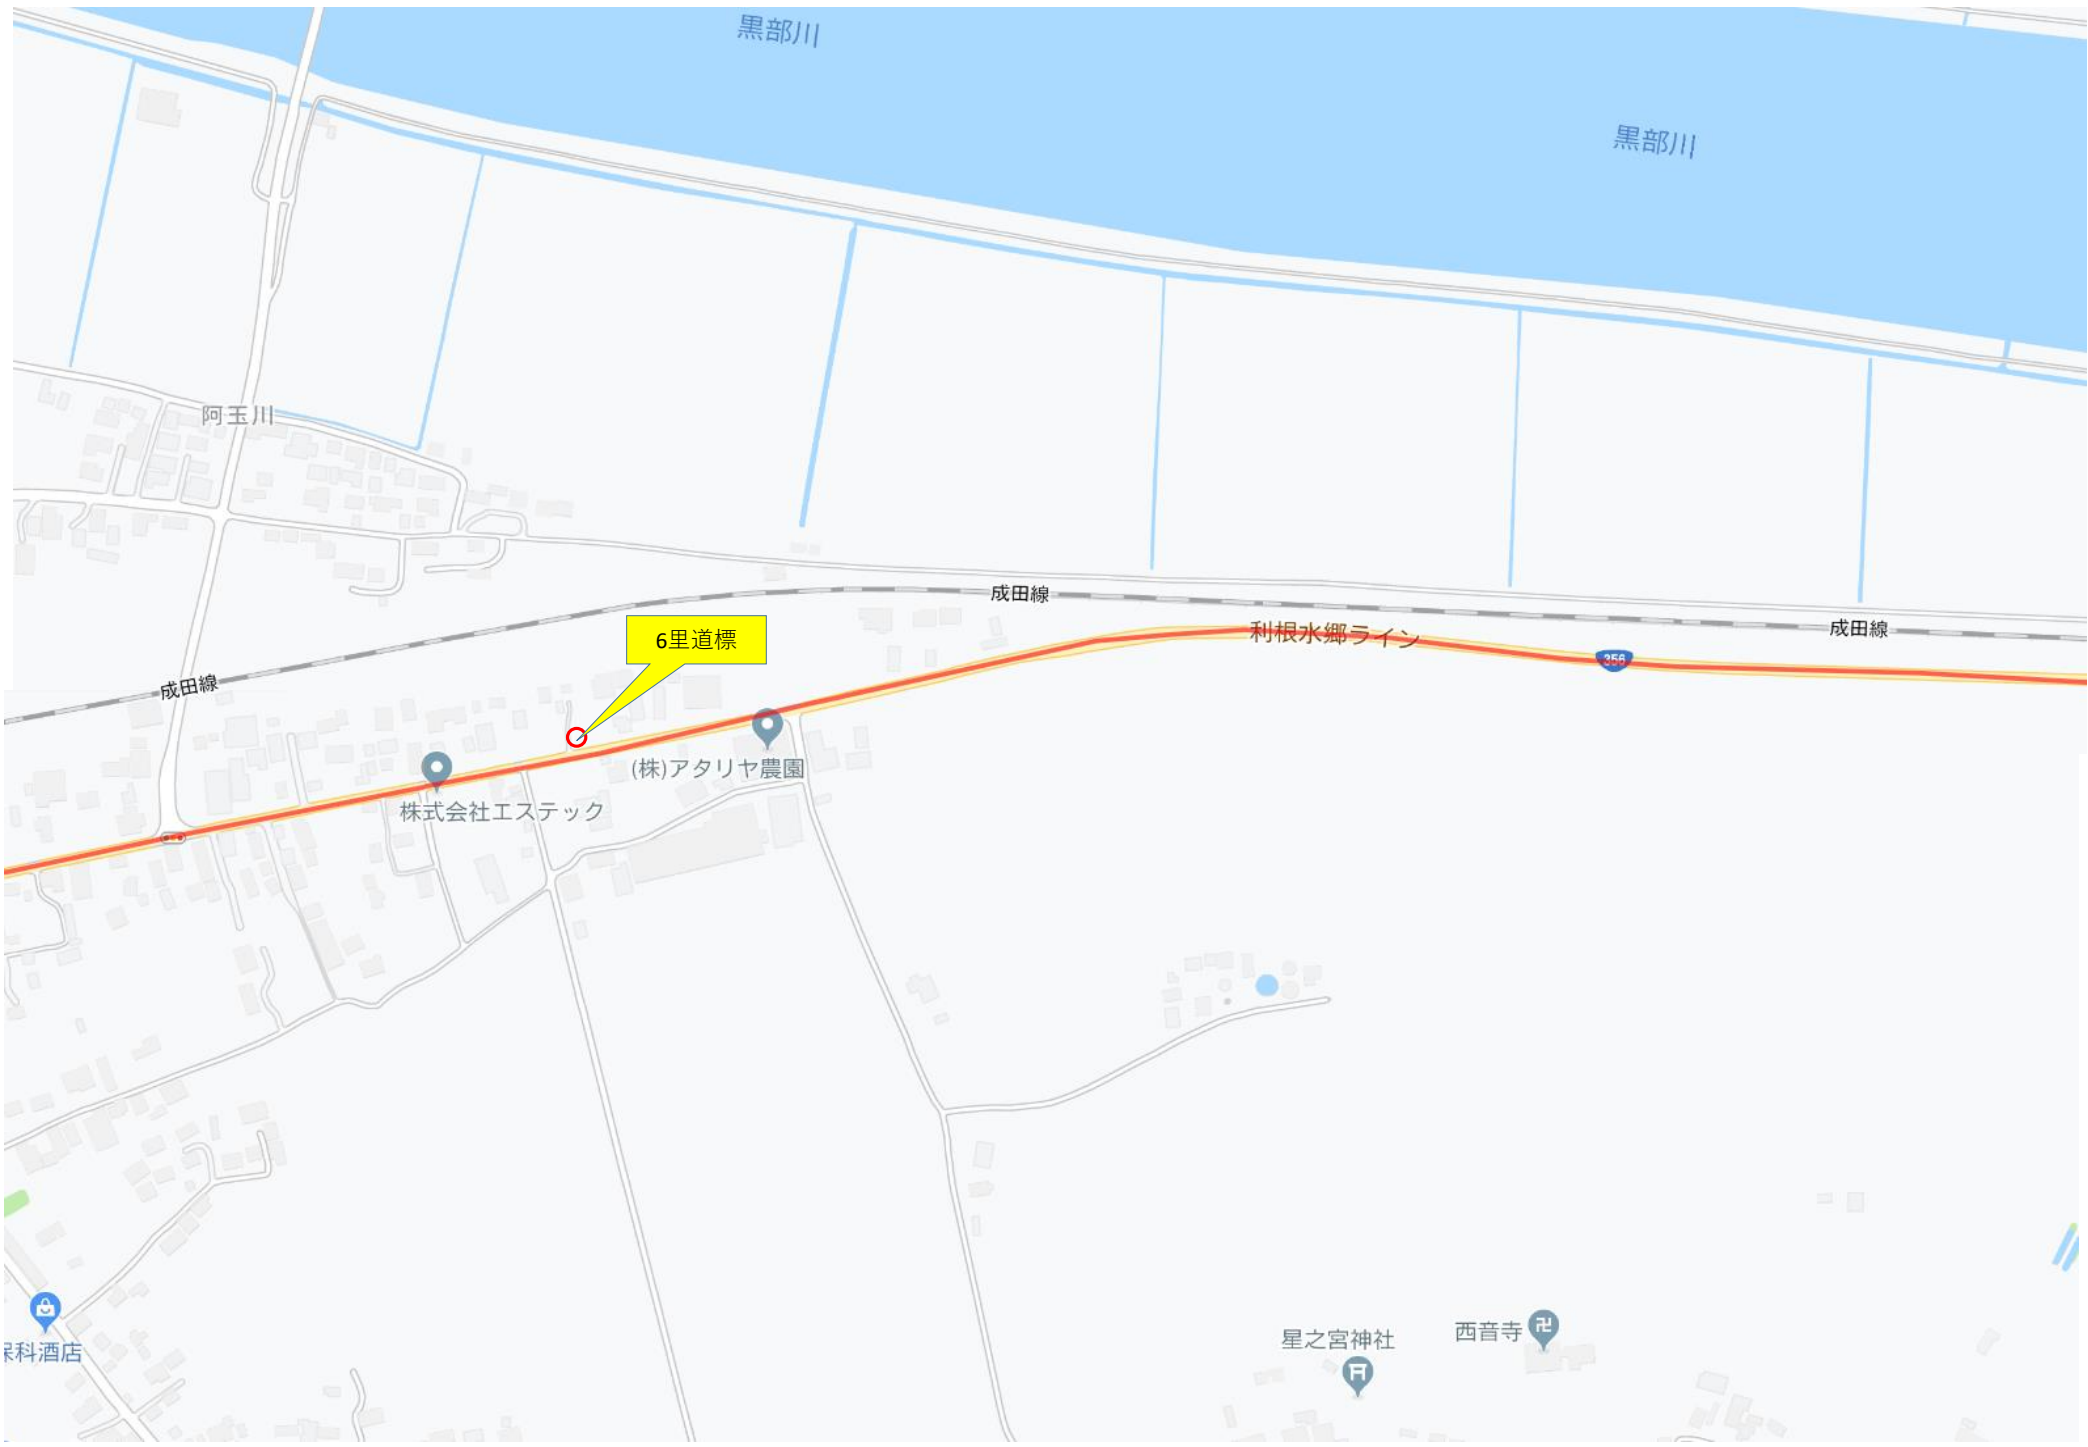 黒部川
黒部川
阿玉川
成田線
6里道標
利根水郷ライン
成田線
356
成田線
(株)アタリヤ農園
株式会社エステック
星之宮神社
西音寺
科酒店